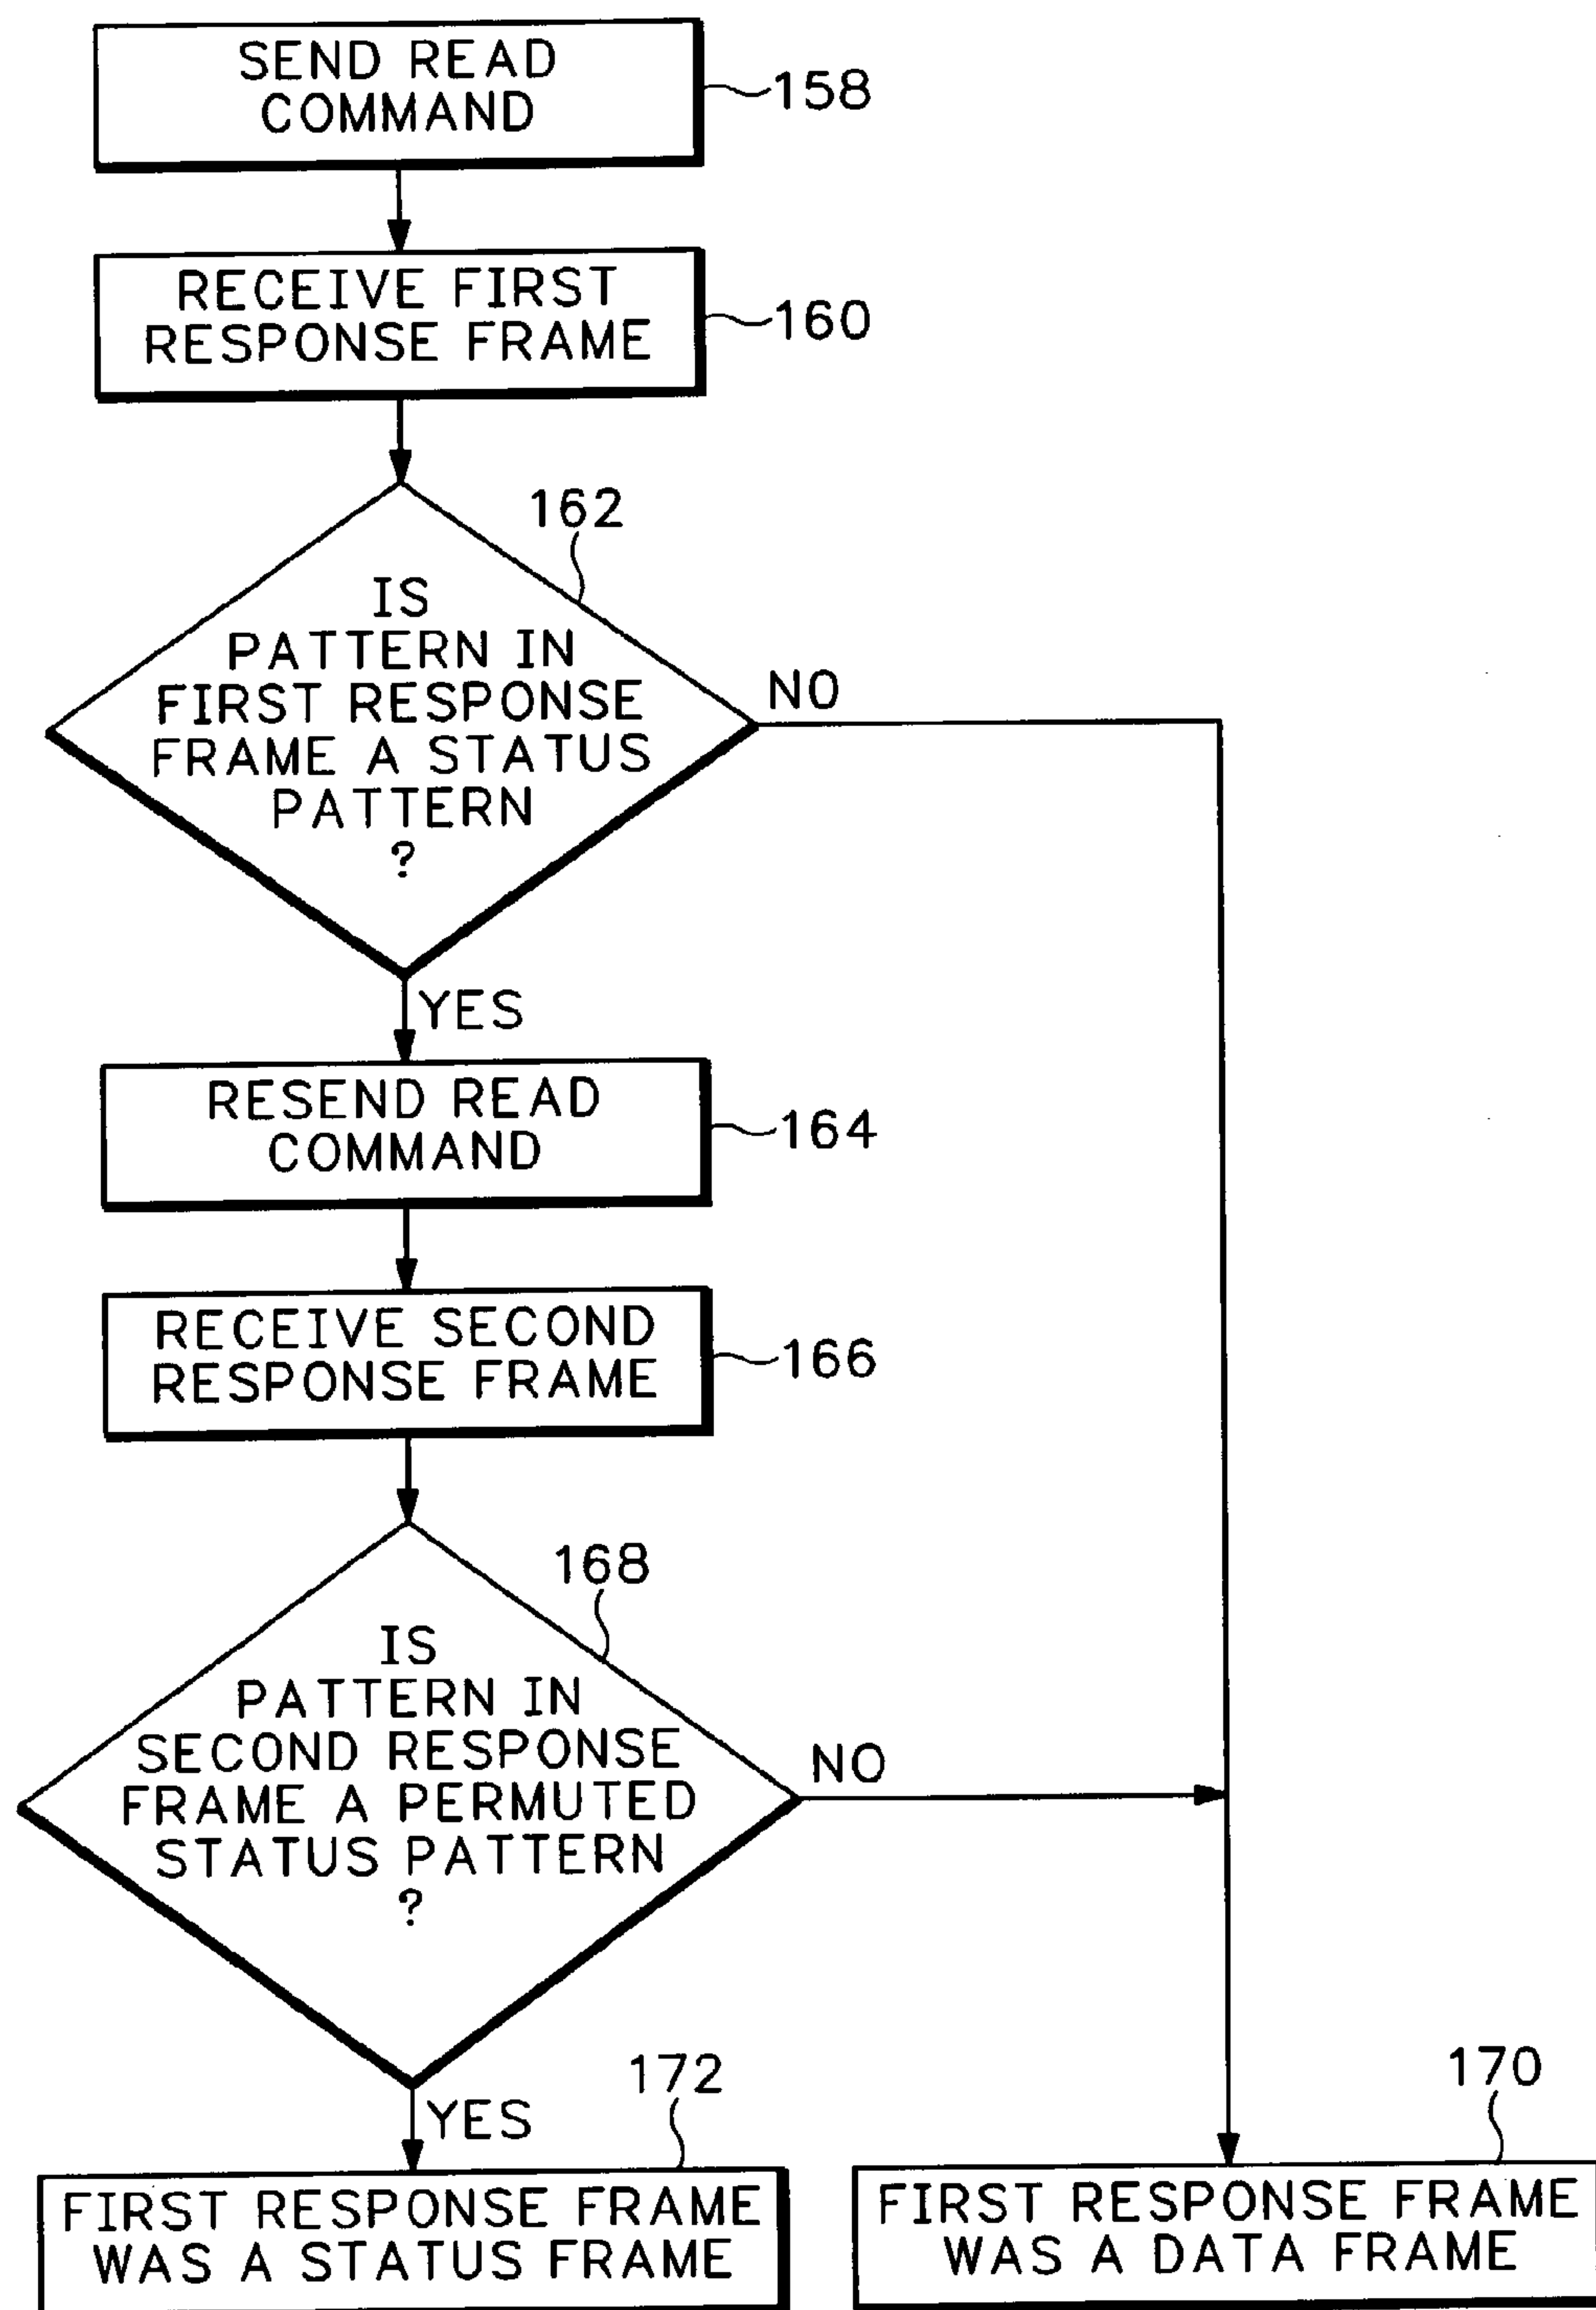 SEND READ
COMMAND
158
RECEIVE FIRST
RESPONSE FRAME
160
162
IS
PATTERN IN
FIRST RESPONSE
FRAME A STATUS
PATTERN
?
NO
YES
RESEND READ
COMMAND
164
RECEIVE SECOND
RESPONSE FRAME
166
168
IS
PATTERN IN
SECOND RESPONSE
FRAME A PERMUTED
STATUS PATTERN
?
NO
YES
172
170
FIRST RESPONSE FRAME
WAS A STATUS FRAME
FIRST RESPONSE FRAME
WAS A DATA FRAME